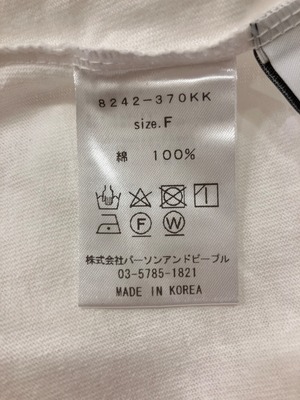 8242-370KK
size.F
綿 100%
F W
株式会社パーソンアンドピープル
03-5785-1821
MADE IN KOREA